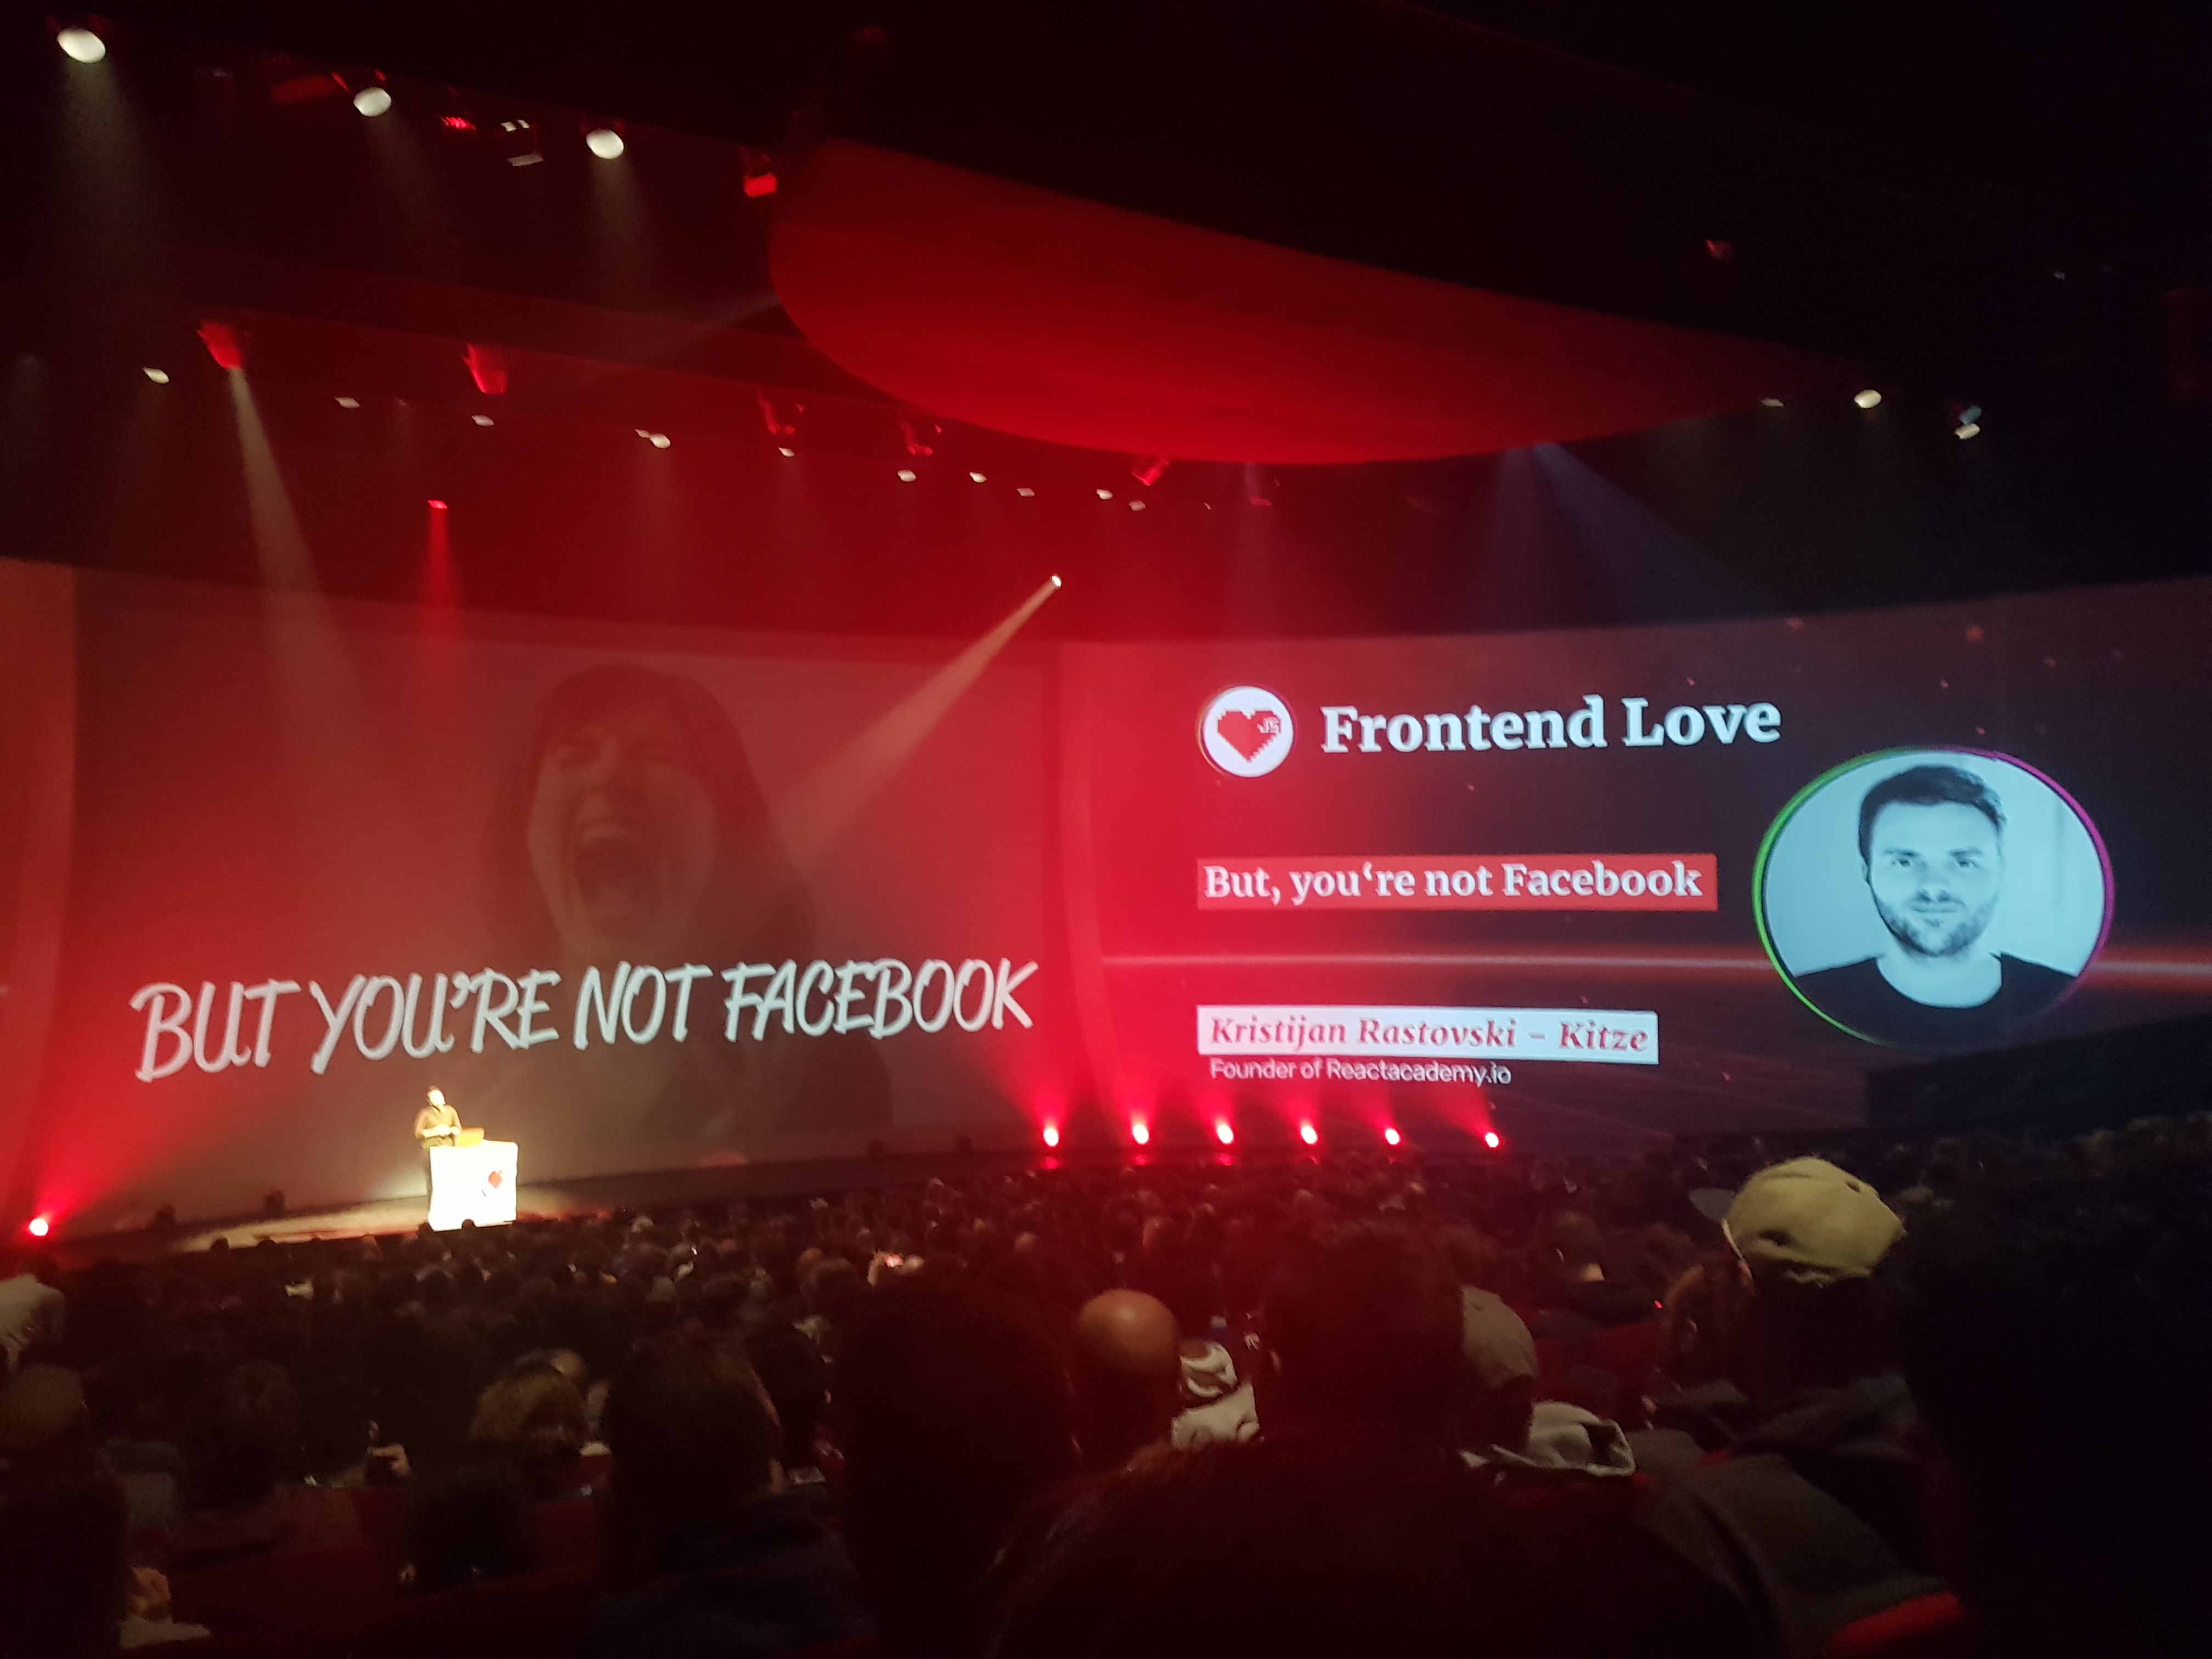 BUT YOU'RE NOT FACEBOOK
JS
Frontend Love
But, you‘re not Facebook
Kristijan Rastovski – Kitze
Founder of Reactacademy.io